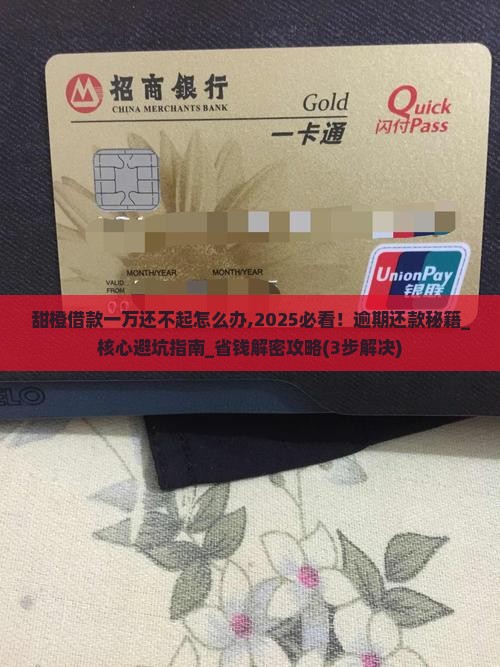 招商銀行
CHINA MERCHANTS BANK
Gold
一卡通
Quick
闪付Pass
MONTH/YEAR MONTH/YEAR
VALID
FROM
UnionPay
银联
甜橙借款一万还不起怎么办,2025必看！逾期还款秘籍_
核心避坑指南_省钱解密攻略(3步解决)
ELO